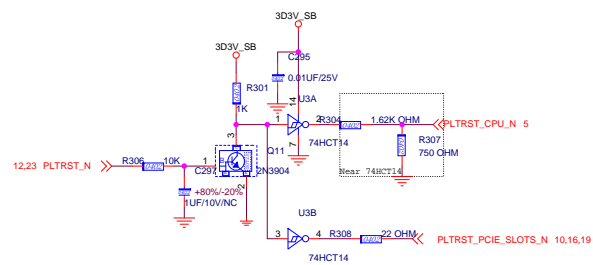 3D3V_SB
3D3V_SB
C295
0.01UF/25V
R301
1K
U3A
14
1
2
7
74HCT14
R304
1.62K OHM
PLTRST_CPU_N 5
R307
750 OHM
Near 74HCT14
3
12,23 PLTRST_N
R306
10K
1
Q11
2N3904
2
C297
+80%/-20%
1UF/10V/NC
U3B
3
4
74HCT14
R308
22 OHM
PLTRST_PCIE_SLOTS_N 10,16,19